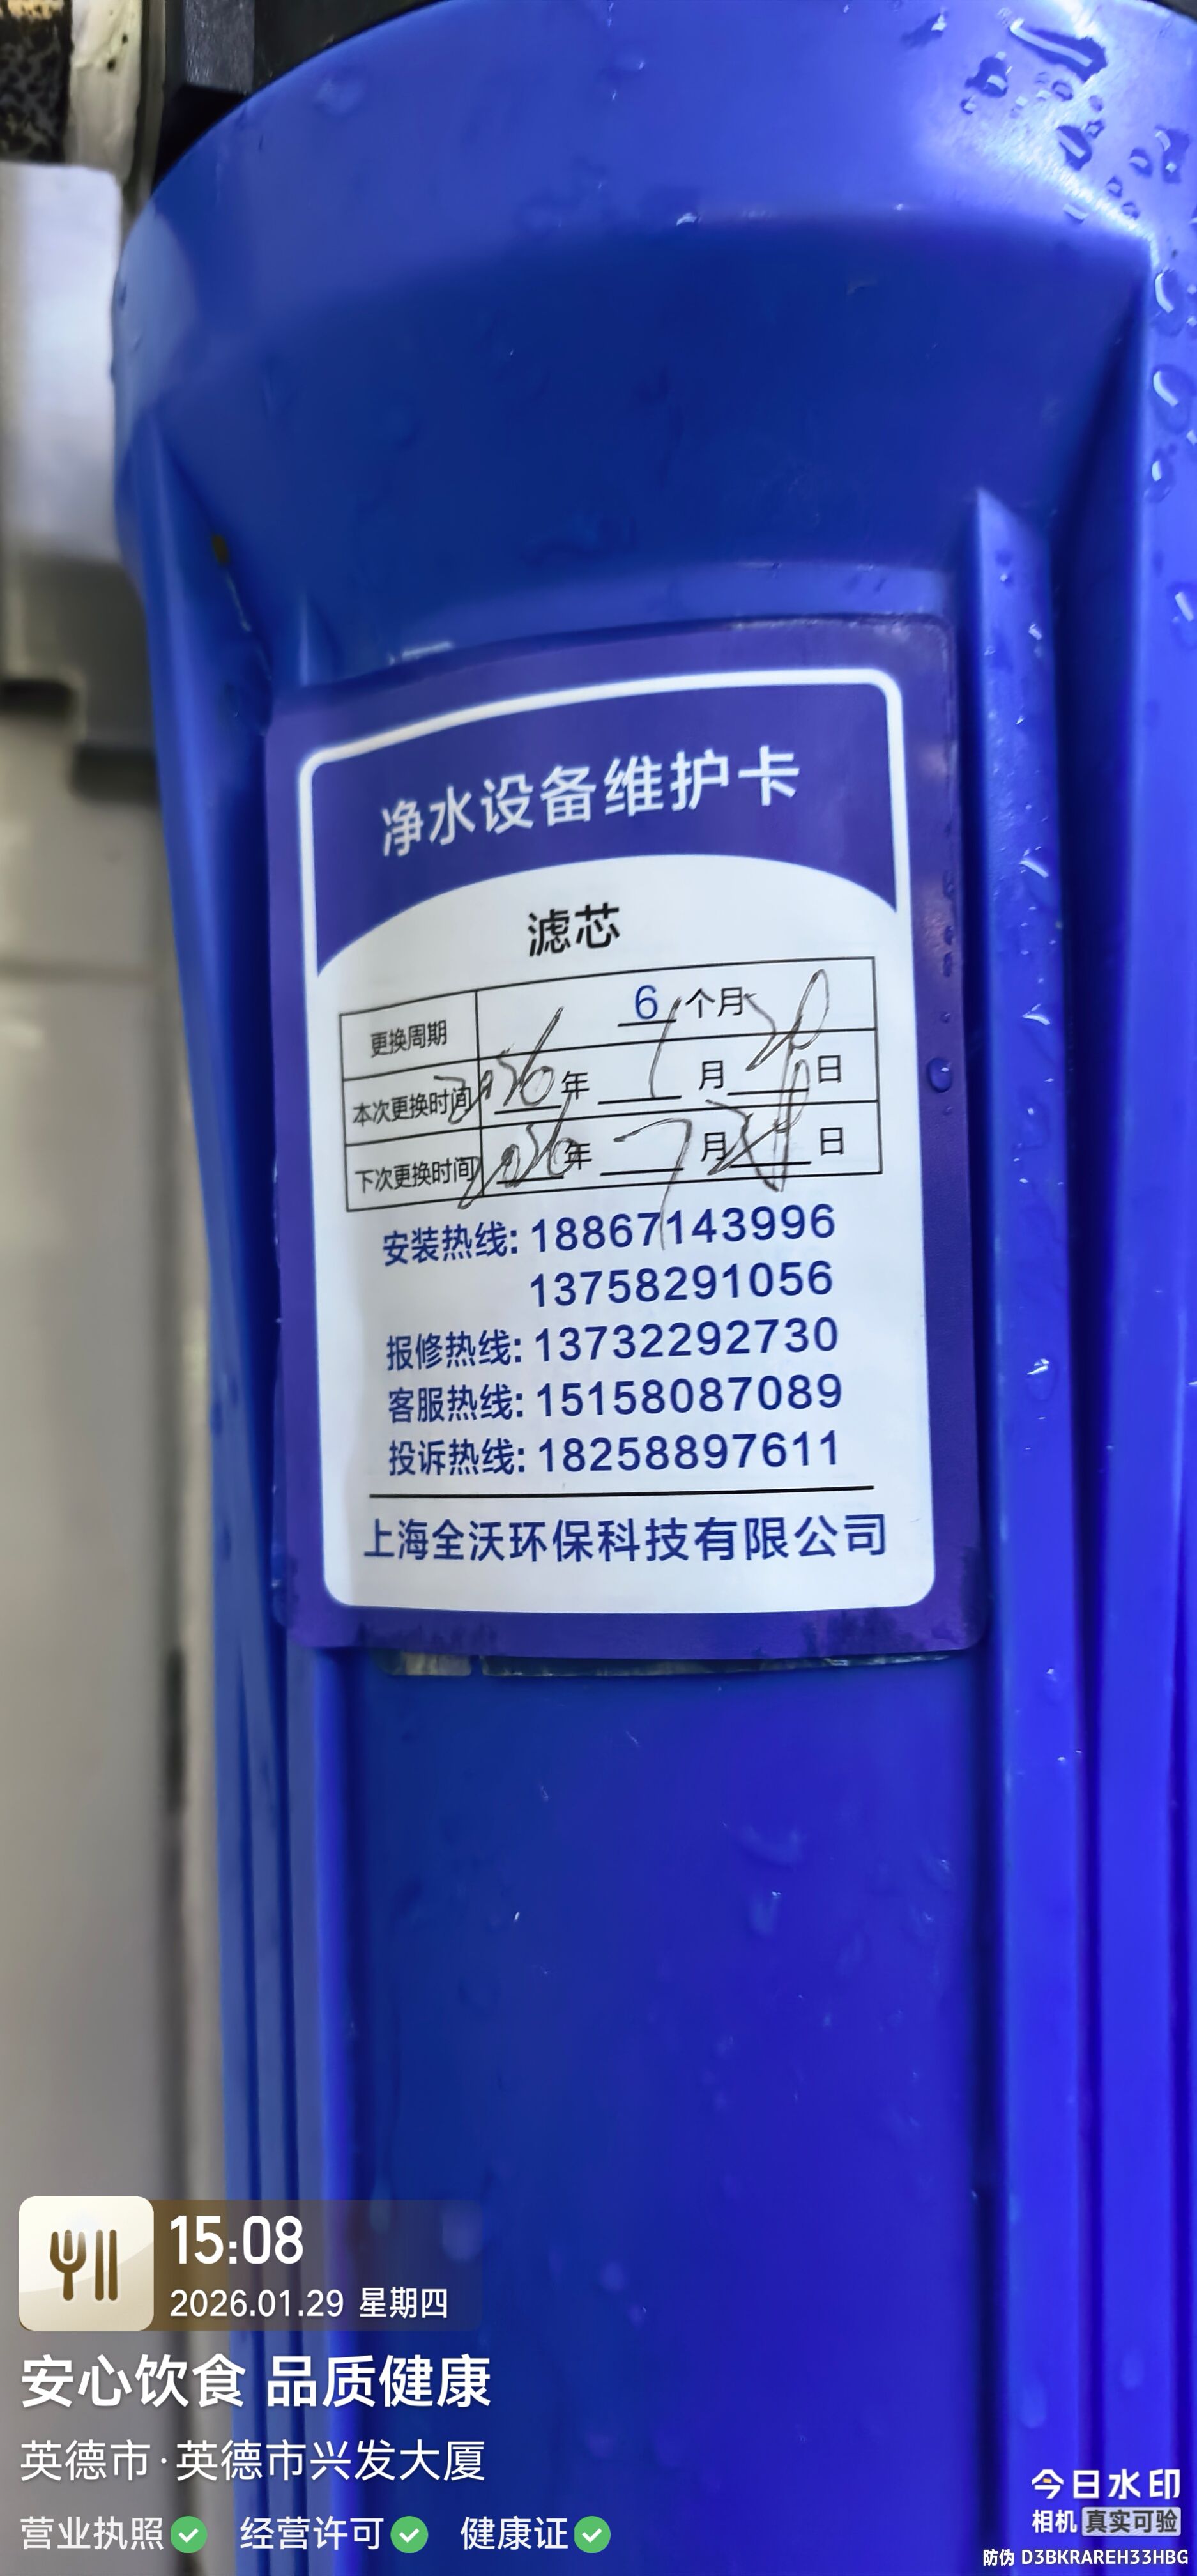 净水设备维护卡
滤芯
更换周期 6 个月
本次更换时间 2026 年 1 月 29 日
下次更换时间 2026 年 7 月 29 日
安装热线: 18867143996
13758291056
报修热线: 13732292730
客服热线: 15158087089
投诉热线: 18258897611
上海全沃环保科技有限公司
15:08
2026.01.29 星期四
安心饮食 品质健康
英德市·英德市兴发大厦
营业执照 经营许可 健康证
今日水印
相机 真实可验
防伪 D3BKRAREH33HBG